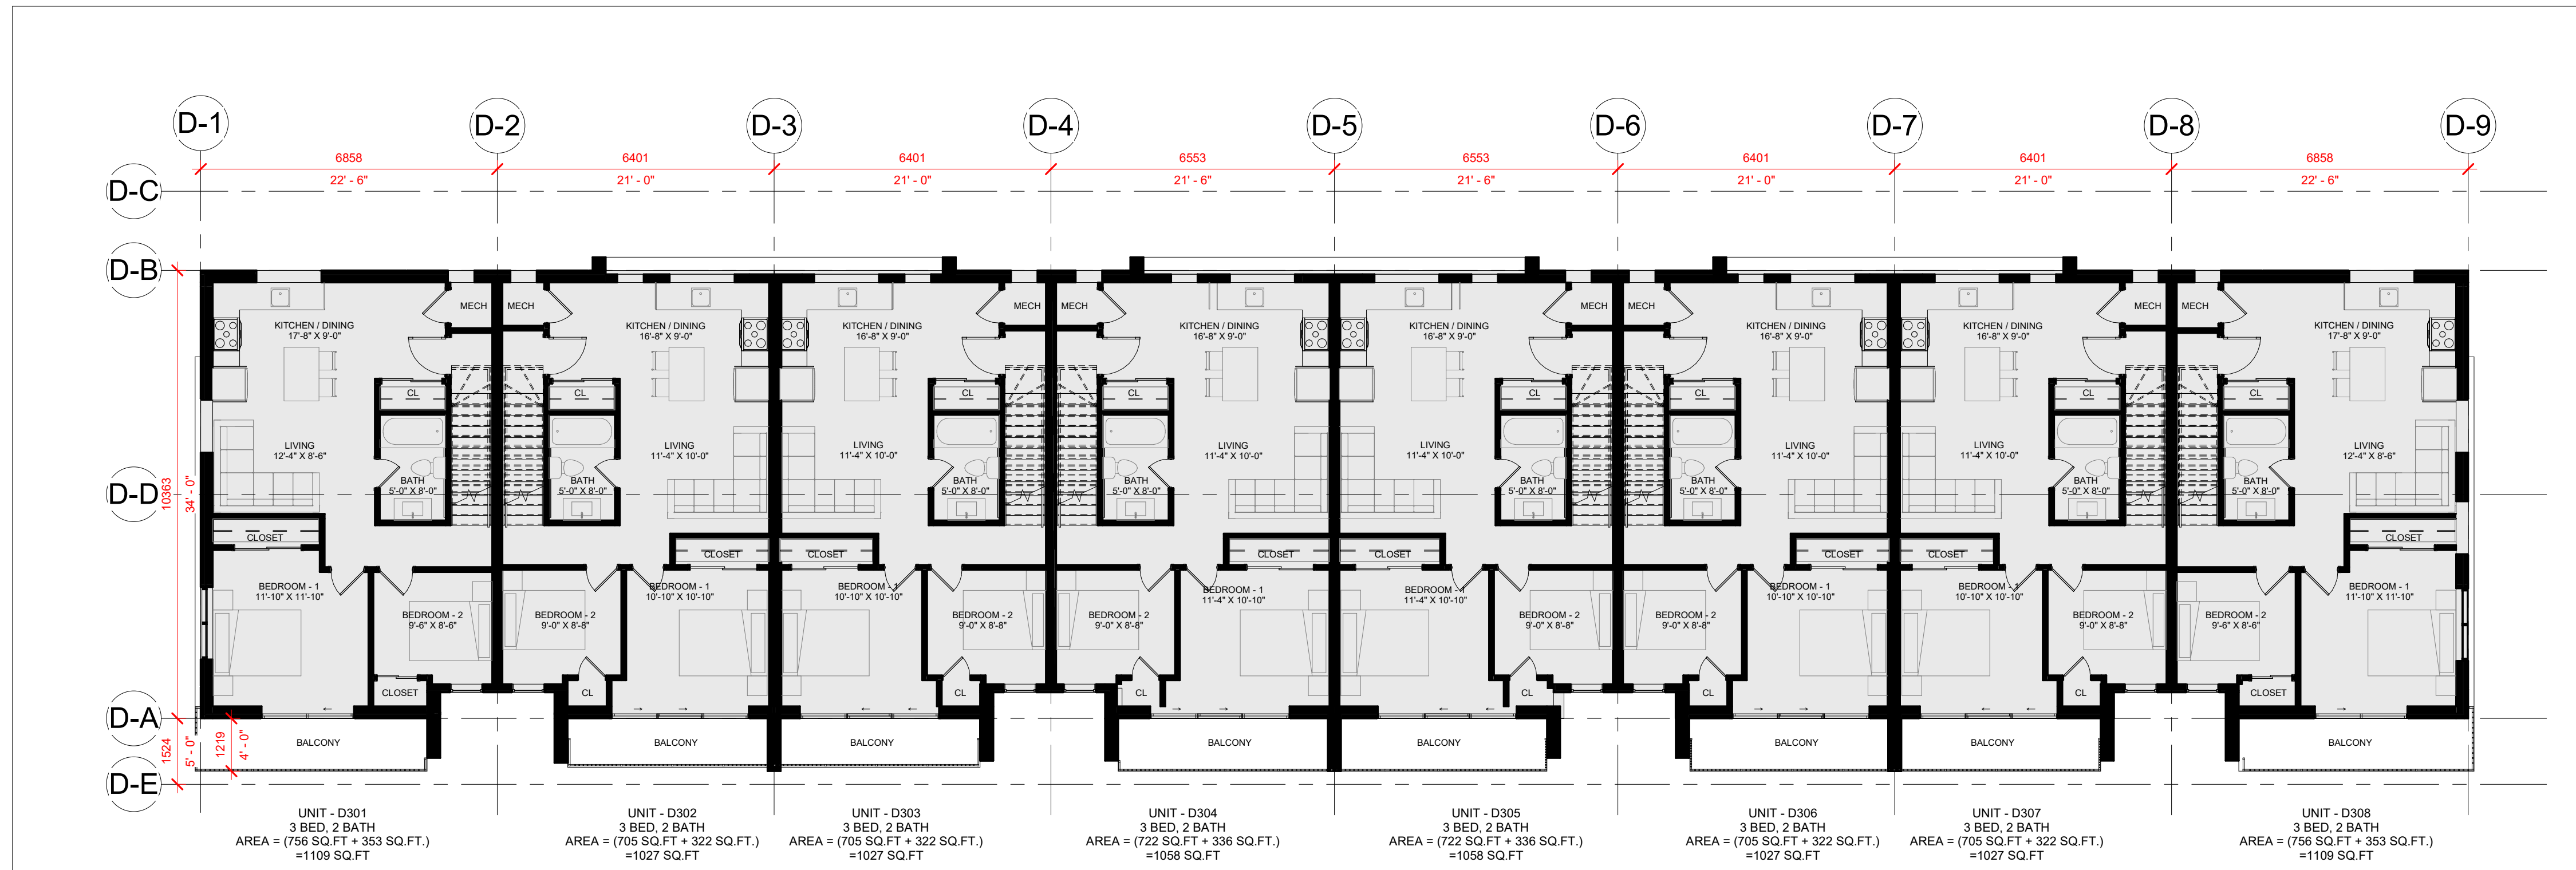 D-1 D-2 D-3 D-4 D-5 D-6 D-7 D-8 D-9
6858 6401 6401 6553 6553 6401 6401 6858
22' - 6" 21' - 0" 21' - 0" 21' - 6" 21' - 6" 21' - 0" 21' - 0" 22' - 6"
D-C
D-B
MECH MECH MECH MECH MECH MECH MECH MECH
KITCHEN / DINING KITCHEN / DINING KITCHEN / DINING KITCHEN / DINING KITCHEN / DINING KITCHEN / DINING KITCHEN / DINING KITCHEN / DINING
17'-8" X 9'-0" 16'-8" X 9'-0" 16'-8" X 9'-0" 16'-8" X 9'-0" 16'-8" X 9'-0" 16'-8" X 9'-0" 16'-8" X 9'-0" 17'-8" X 9'-0"
CL CL CL CL CL CL CL CL
LIVING LIVING LIVING LIVING LIVING LIVING LIVING LIVING
12'-4" X 8'-6" 11'-4" X 10'-0" 11'-4" X 10'-0" 11'-4" X 10'-0" 11'-4" X 10'-0" 11'-4" X 10'-0" 11'-4" X 10'-0" 12'-4" X 8'-6"
BATH BATH BATH BATH BATH BATH BATH BATH
5'-0" X 8'-0" 5'-0" X 8'-0" 5'-0" X 8'-0" 5'-0" X 8'-0" 5'-0" X 8'-0" 5'-0" X 8'-0" 5'-0" X 8'-0" 5'-0" X 8'-0"
D-D
10363
34' - 0"
CLOSET CLOSET CLOSET CLOSET CLOSET CLOSET CLOSET CLOSET
BEDROOM - 1 BEDROOM - 1 BEDROOM - 1 BEDROOM - 1 BEDROOM - 1 BEDROOM - 1 BEDROOM - 1 BEDROOM - 1
11'-10" X 11'-10" 10'-10" X 10'-10" 10'-10" X 10'-10" 11'-4" X 10'-10" 11'-4" X 10'-10" 10'-10" X 10'-10" 10'-10" X 10'-10" 11'-10" X 11'-10"
BEDROOM - 2 BEDROOM - 2 BEDROOM - 2 BEDROOM - 2 BEDROOM - 2 BEDROOM - 2 BEDROOM - 2 BEDROOM - 2
9'-6" X 8'-6" 9'-0" X 8'-8" 9'-0" X 8'-8" 9'-0" X 8'-8" 9'-0" X 8'-8" 9'-0" X 8'-8" 9'-0" X 8'-8" 9'-6" X 8'-6"
CLOSET CL CL CL CL CL CL CLOSET
D-A
BALCONY BALCONY BALCONY BALCONY BALCONY BALCONY BALCONY BALCONY
1524
5' - 0"
1219
4' - 0"
D-E
UNIT - D301
3 BED, 2 BATH
AREA = (756 SQ.FT + 353 SQ.FT.)
=1109 SQ.FT
UNIT - D302
3 BED, 2 BATH
AREA = (705 SQ.FT + 322 SQ.FT.)
=1027 SQ.FT
UNIT - D303
3 BED, 2 BATH
AREA = (705 SQ.FT + 322 SQ.FT.)
=1027 SQ.FT
UNIT - D304
3 BED, 2 BATH
AREA = (722 SQ.FT + 336 SQ.FT.)
=1058 SQ.FT
UNIT - D305
3 BED, 2 BATH
AREA = (722 SQ.FT + 336 SQ.FT.)
=1058 SQ.FT
UNIT - D306
3 BED, 2 BATH
AREA = (705 SQ.FT + 322 SQ.FT.)
=1027 SQ.FT
UNIT - D307
3 BED, 2 BATH
AREA = (705 SQ.FT + 322 SQ.FT.)
=1027 SQ.FT
UNIT - D308
3 BED, 2 BATH
AREA = (756 SQ.FT + 353 SQ.FT.)
=1109 SQ.FT